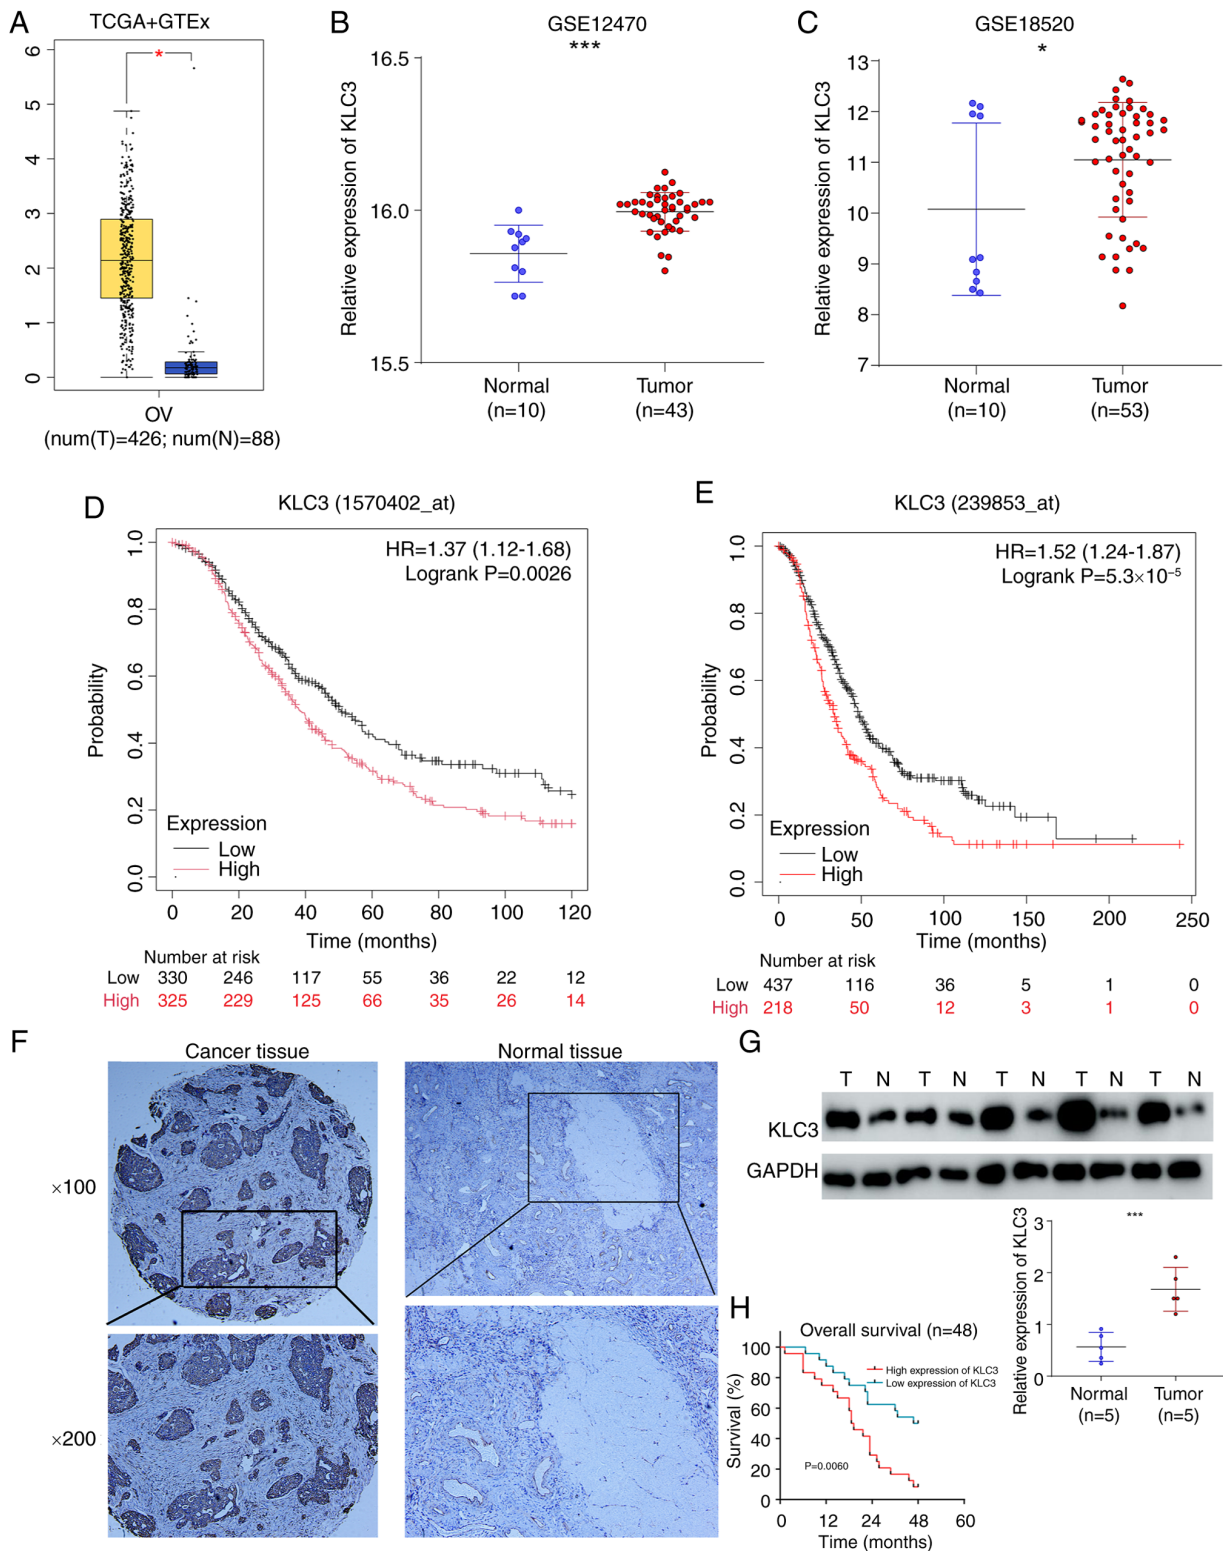 A
TCGA+GTEx
*
6
5
4
3
2
1
0
OV
(num(T)=426; num(N)=88)
B
GSE12470
***
Relative expression of KLC3
16.5
16.0
15.5
Normal
(n=10)
Tumor
(n=43)
C
GSE18520
*
Relative expression of KLC3
13
12
11
10
9
8
7
Normal
(n=10)
Tumor
(n=53)
D
KLC3 (1570402_at)
HR=1.37 (1.12-1.68)
Logrank P=0.0026
Probability
1.0
0.8
0.6
0.4
0.2
0.0
Expression
Low
High
0 20 40 60 80 100 120
Time (months)
Number at risk
Low 330 246 117 55 36 22 12
High 325 229 125 66 35 26 14
E
KLC3 (239853_at)
HR=1.52 (1.24-1.87)
Logrank P=5.3×10⁻⁵
Probability
1.0
0.8
0.6
0.4
0.2
0.0
Expression
Low
High
0 50 100 150 200 250
Time (months)
Number at risk
Low 437 116 36 5 1 0
High 218 50 12 3 1 0
F
Cancer tissue
Normal tissue
×100
×200
G
T N T N T N T N T N
KLC3
GAPDH
***
Relative expression of KLC3
3
2
1
0
Normal
(n=5)
Tumor
(n=5)
H
Overall survival (n=48)
High expression of KLC3
Low expression of KLC3
Survival (%)
100
80
60
40
20
0
P=0.0060
0 12 24 48 60
Time (months)